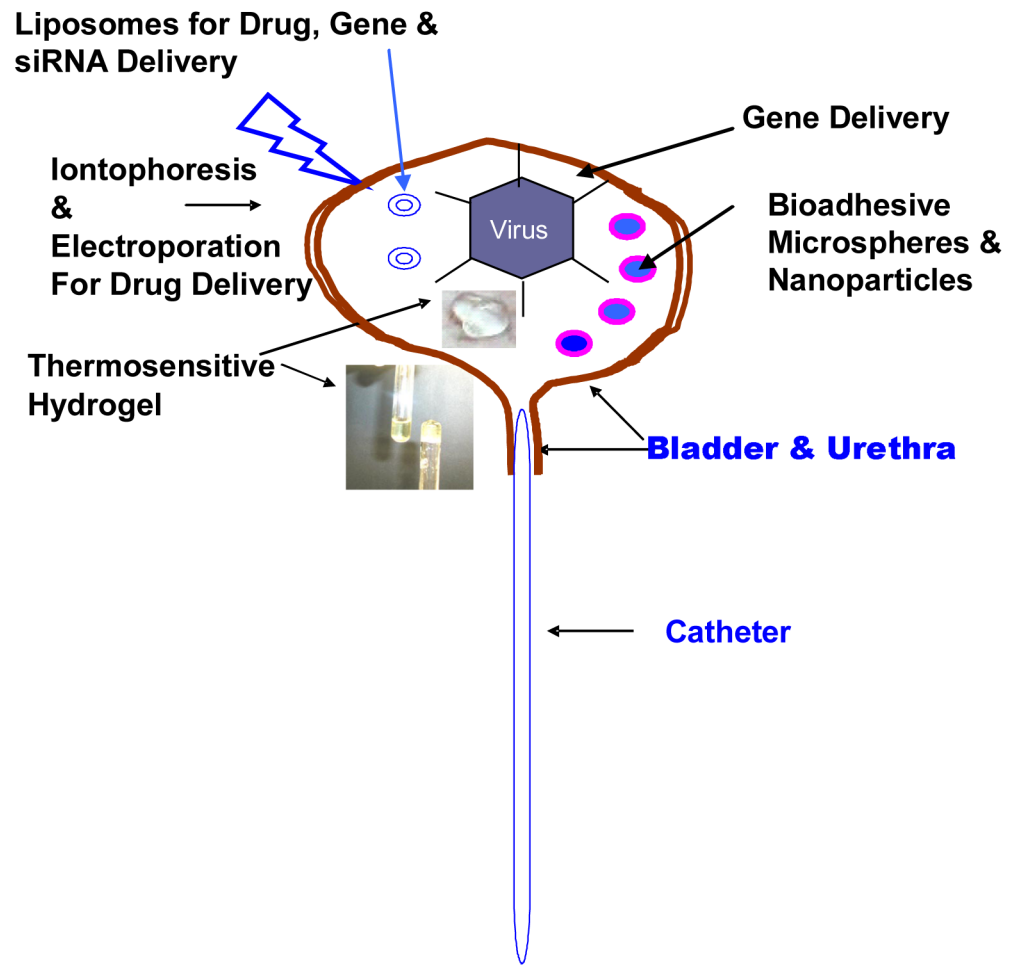 Liposomes for Drug, Gene &
siRNA Delivery
Gene Delivery
Iontophoresis
&
Electroporation
For Drug Delivery
Virus
Bioadhesive
Microspheres &
Nanoparticles
Thermosensitive
Hydrogel
Bladder & Urethra
Catheter